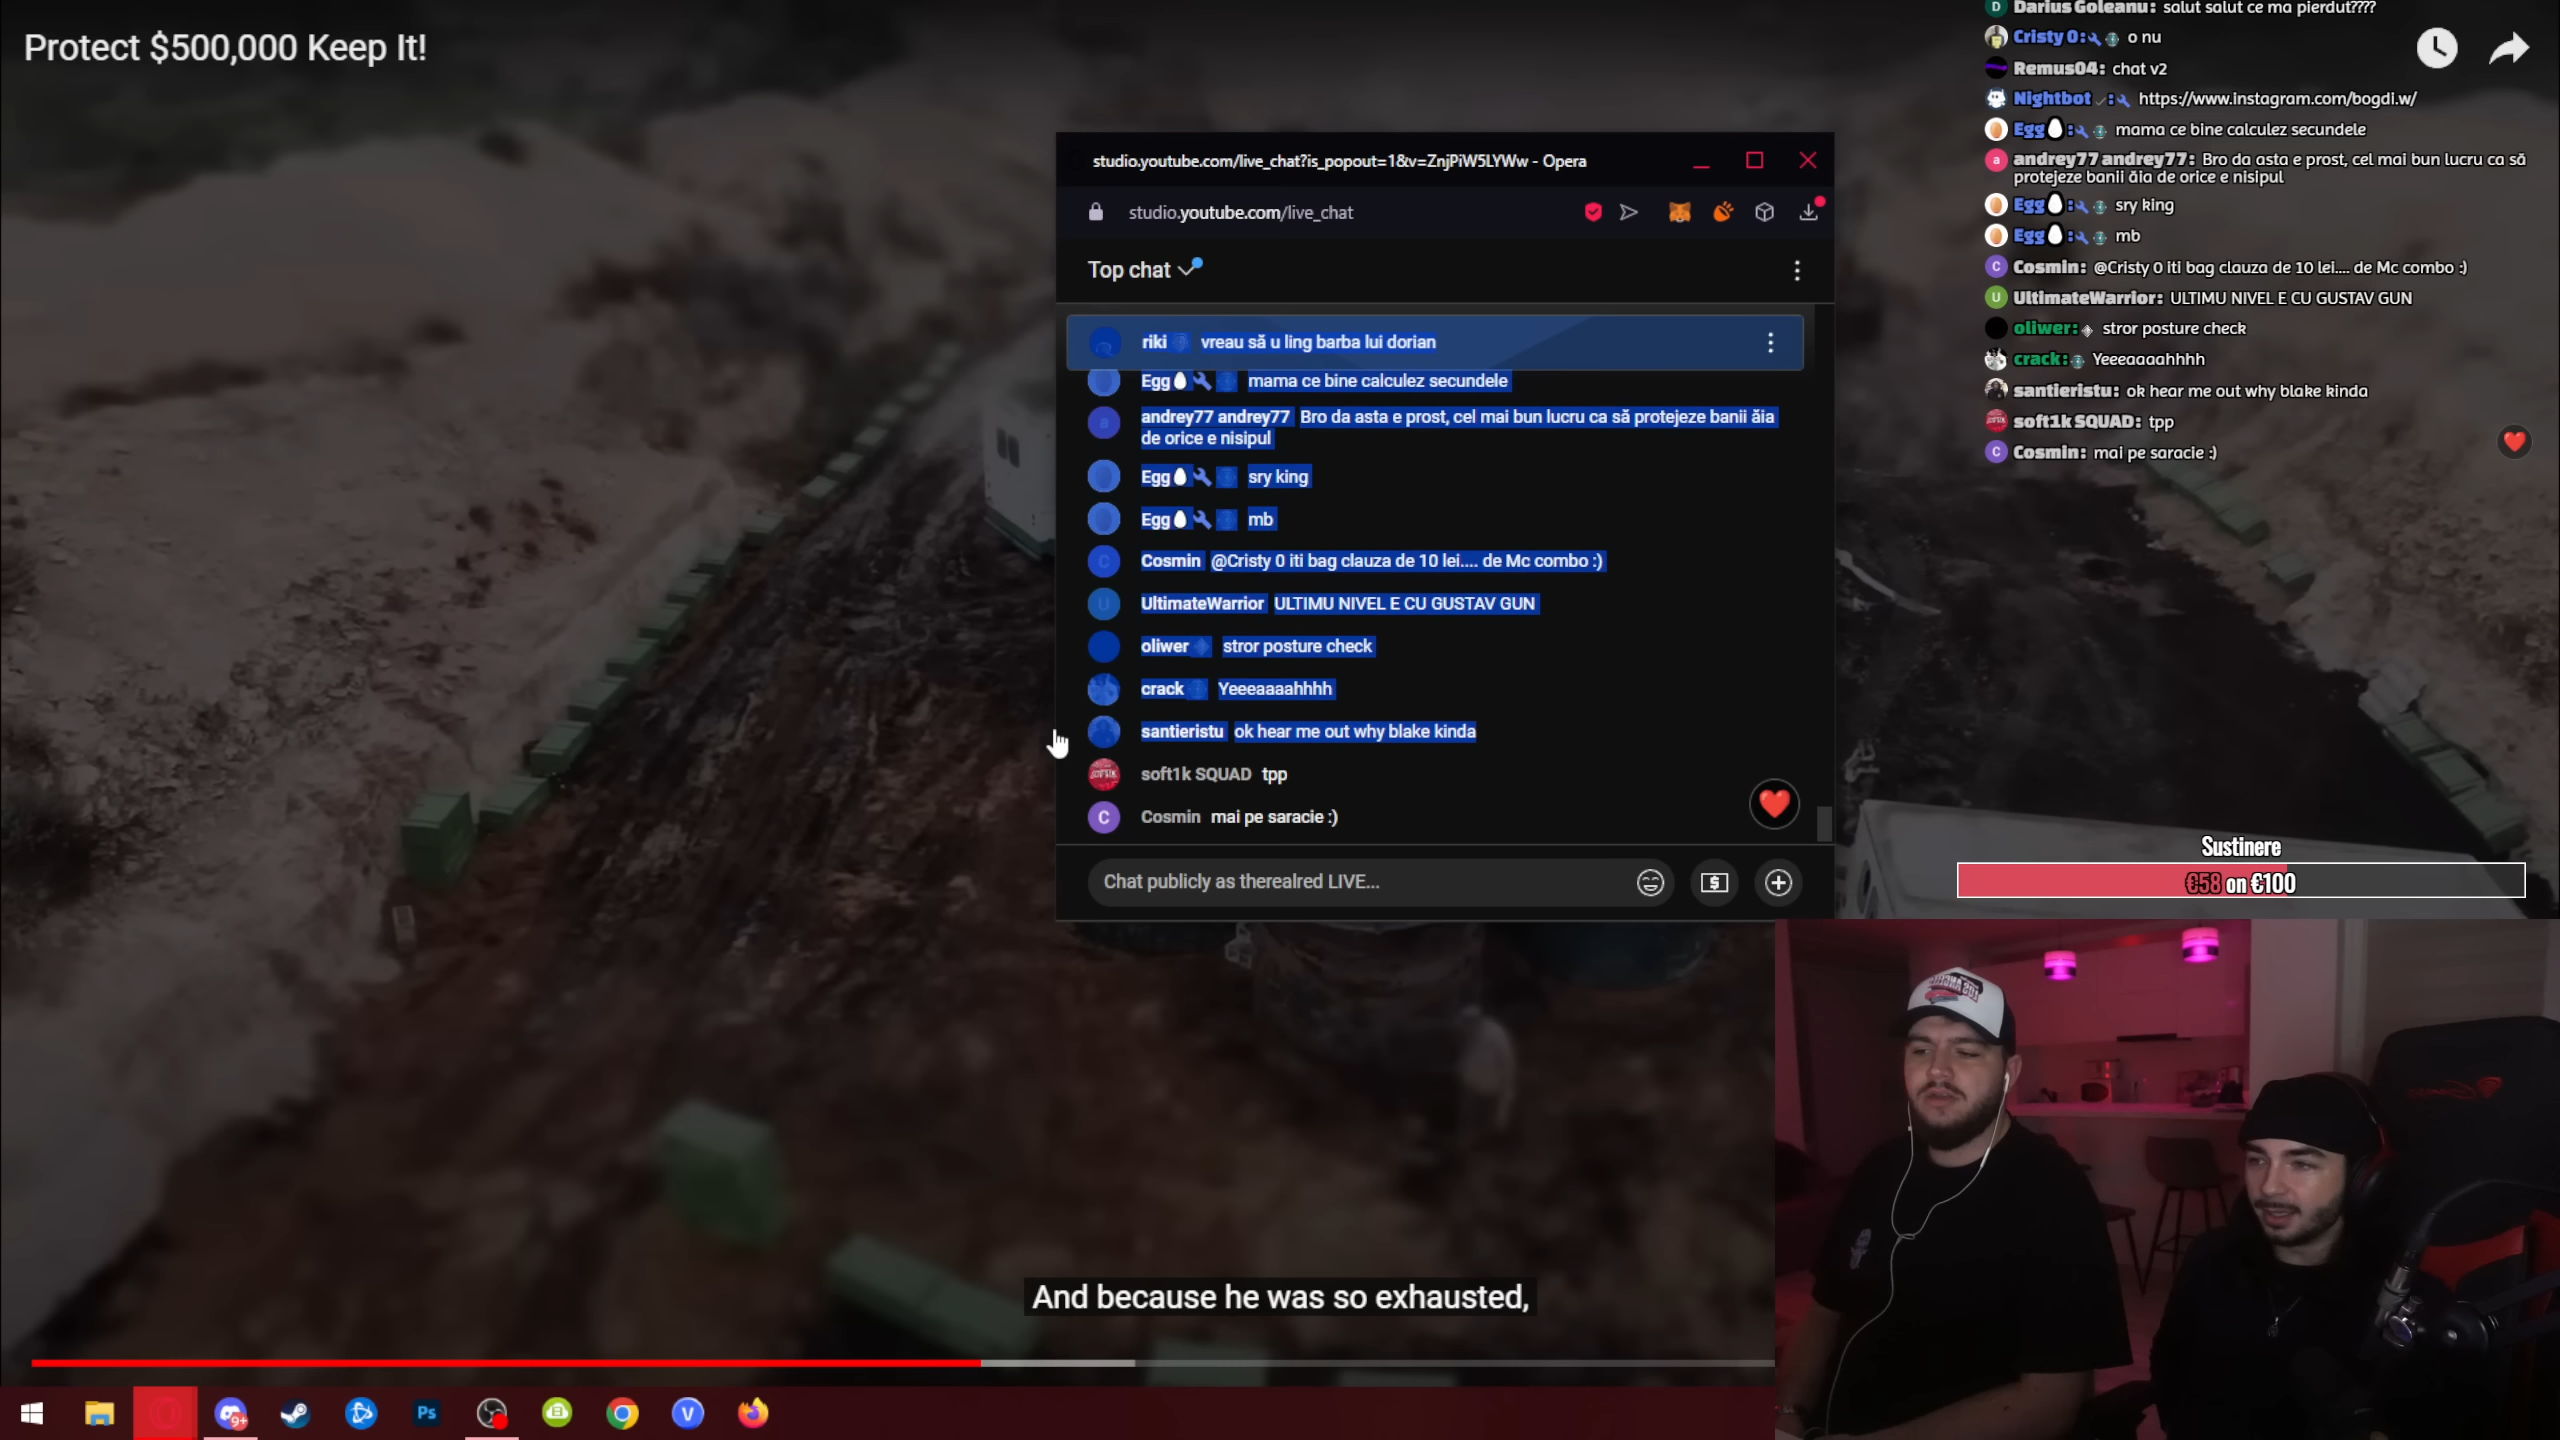 Protect $500,000 Keep It!
Darius Goleanu: salut salut ce ma pierdut????
Cristy 0: o nu
Remus04: chat v2
Nightbot: https://www.instagram.com/bogdi.w/
Egg: mama ce bine calculez secundele
andrey77 andrey77: Bro da asta e prost, cel mai bun lucru ca să
protejeze banii ăia de orice e nisipul
Egg: sry king
Egg: mb
Cosmin: @Cristy 0 iti bag clauza de 10 lei.... de Mc combo :)
UltimateWarrior: ULTIMU NIVEL E CU GUSTAV GUN
oliwer: stror posture check
crack: Yeeeaaaahhhh
santieristu: ok hear me out why blake kinda
soft1k SQUAD: tpp
Cosmin: mai pe saracie :)
studio.youtube.com/live_chat?is_popout=1&v=ZnjPiW5LYWw - Opera
studio.youtube.com/live_chat
Top chat
riki vreau să u ling barba lui dorian
Egg mama ce bine calculez secundele
andrey77 andrey77 Bro da asta e prost, cel mai bun lucru ca să protejeze banii ăia
de orice e nisipul
Egg sry king
Egg mb
Cosmin @Cristy 0 iti bag clauza de 10 lei.... de Mc combo :)
UltimateWarrior ULTIMU NIVEL E CU GUSTAV GUN
oliwer stror posture check
crack Yeeeaaaahhhh
santieristu ok hear me out why blake kinda
soft1k SQUAD tpp
Cosmin mai pe saracie :)
Chat publicly as therealred LIVE...
Sustinere
€58 on €100
And because he was so exhausted,
9+
Ps